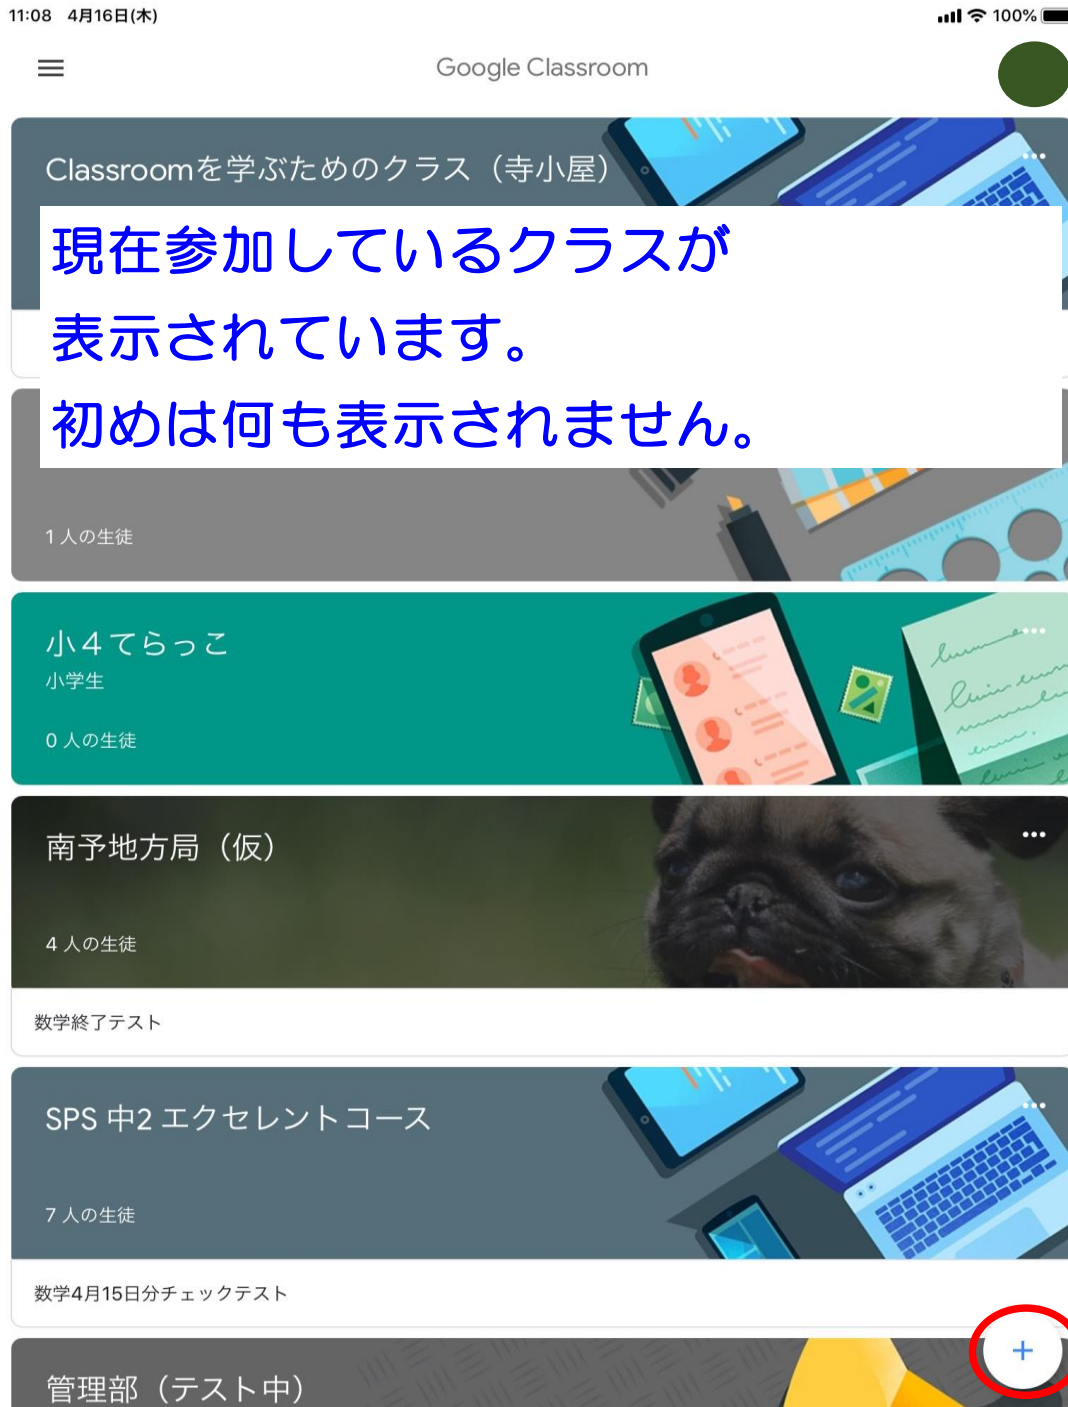 11:08 4月16日(木)
100%
Google Classroom
Classroomを学ぶためのクラス（寺小屋）
現在参加しているクラスが
表示されています。
初めは何も表示されません。
1 人の生徒
小４てらっこ
小学生
0 人の生徒
南予地方局（仮）
4 人の生徒
数学終了テスト
SPS 中2 エクセレントコース
7 人の生徒
数学4月15日分チェックテスト
管理部（テスト中）